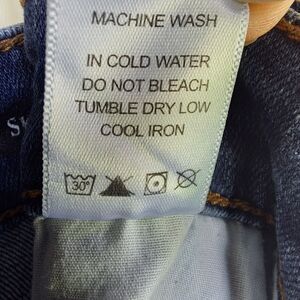 MACHINE WASH
IN COLD WATER
DO NOT BLEACH
TUMBLE DRY LOW
COOL IRON
30°